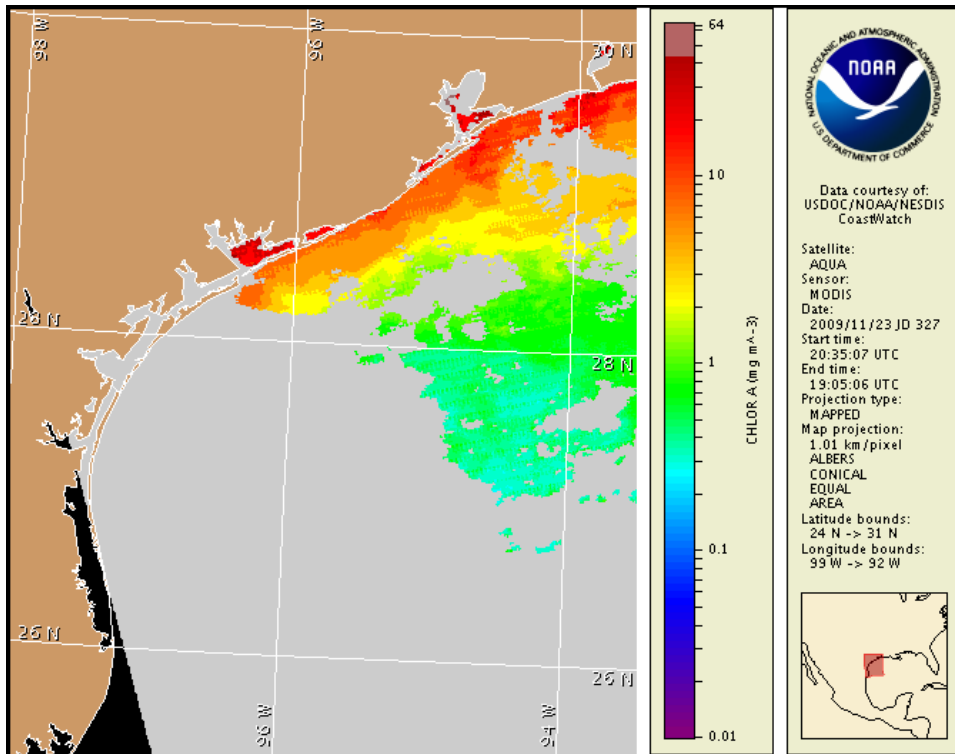 98 W
96 W
30 N
28 N
28 N
26 N
26 N
96 W
94 W
64
10
1
0.1
0.01
CHLOR A (mg m^-3)
NATIONAL OCEANIC AND ATMOSPHERIC ADMINISTRATION
NOAA
U.S. DEPARTMENT OF COMMERCE
Data courtesy of:
USDOC/NOAA/NESDIS
CoastWatch
Satellite:
AQUA
Sensor:
MODIS
Date:
2009/11/23 JD 327
Start time:
20:35:07 UTC
End time:
19:05:06 UTC
Projection type:
MAPPED
Map projection:
1.01 km/pixel
ALBERS
CONICAL
EQUAL
AREA
Latitude bounds:
24 N -> 31 N
Longitude bounds:
99 W -> 92 W